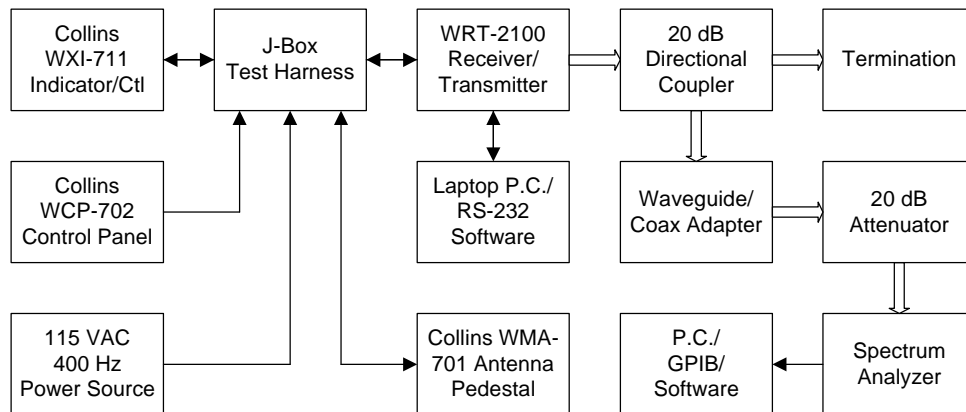 Collins
WXI-711
Indicator/Ctl
J-Box
Test Harness
WRT-2100
Receiver/
Transmitter
20 dB
Directional
Coupler
Termination
Collins
WCP-702
Control Panel
Laptop P.C./
RS-232
Software
Waveguide/
Coax Adapter
20 dB
Attenuator
115 VAC
400 Hz
Power Source
Collins WMA-
701 Antenna
Pedestal
P.C./
GPIB/
Software
Spectrum
Analyzer